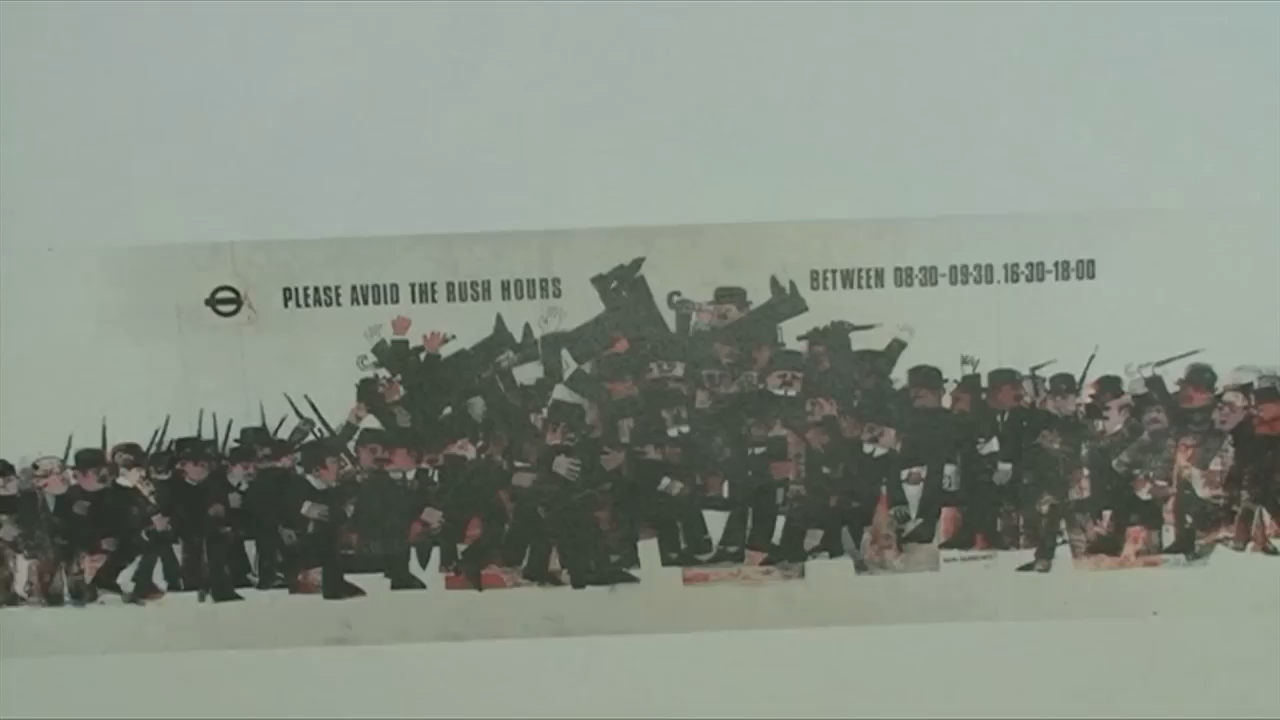 PLEASE AVOID THE RUSH HOURS
BETWEEN 08·30-09·30.16·30-18·00